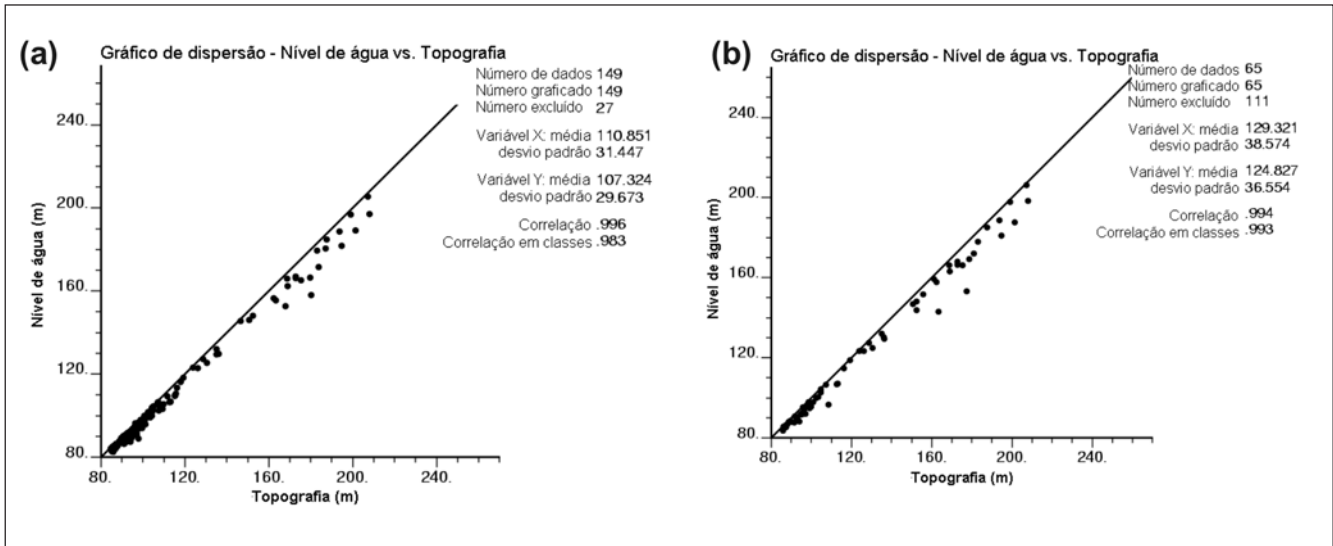 (a)
Gráfico de dispersão - Nível de água vs. Topografia
Número de dados 149
Número graficado 149
Número excluído 27
Variável X: média 110.851
desvio padrão 31.447
Variável Y: média 107.324
desvio padrão 29.673
Correlação .996
Correlação em classes .983
Nível de água (m)
240.
200.
160.
120.
80.
80. 120. 160. 200. 240.
Topografia (m)
(b)
Gráfico de dispersão - Nível de água vs. Topografia
Número de dados 65
Número graficado 65
Número excluído 111
Variável X: média 129.321
desvio padrão 38.574
Variável Y: média 124.827
desvio padrão 36.554
Correlação .994
Correlação em classes .993
Nível de água (m)
240.
200.
160.
120.
80.
80. 120. 160. 200. 240.
Topografia (m)